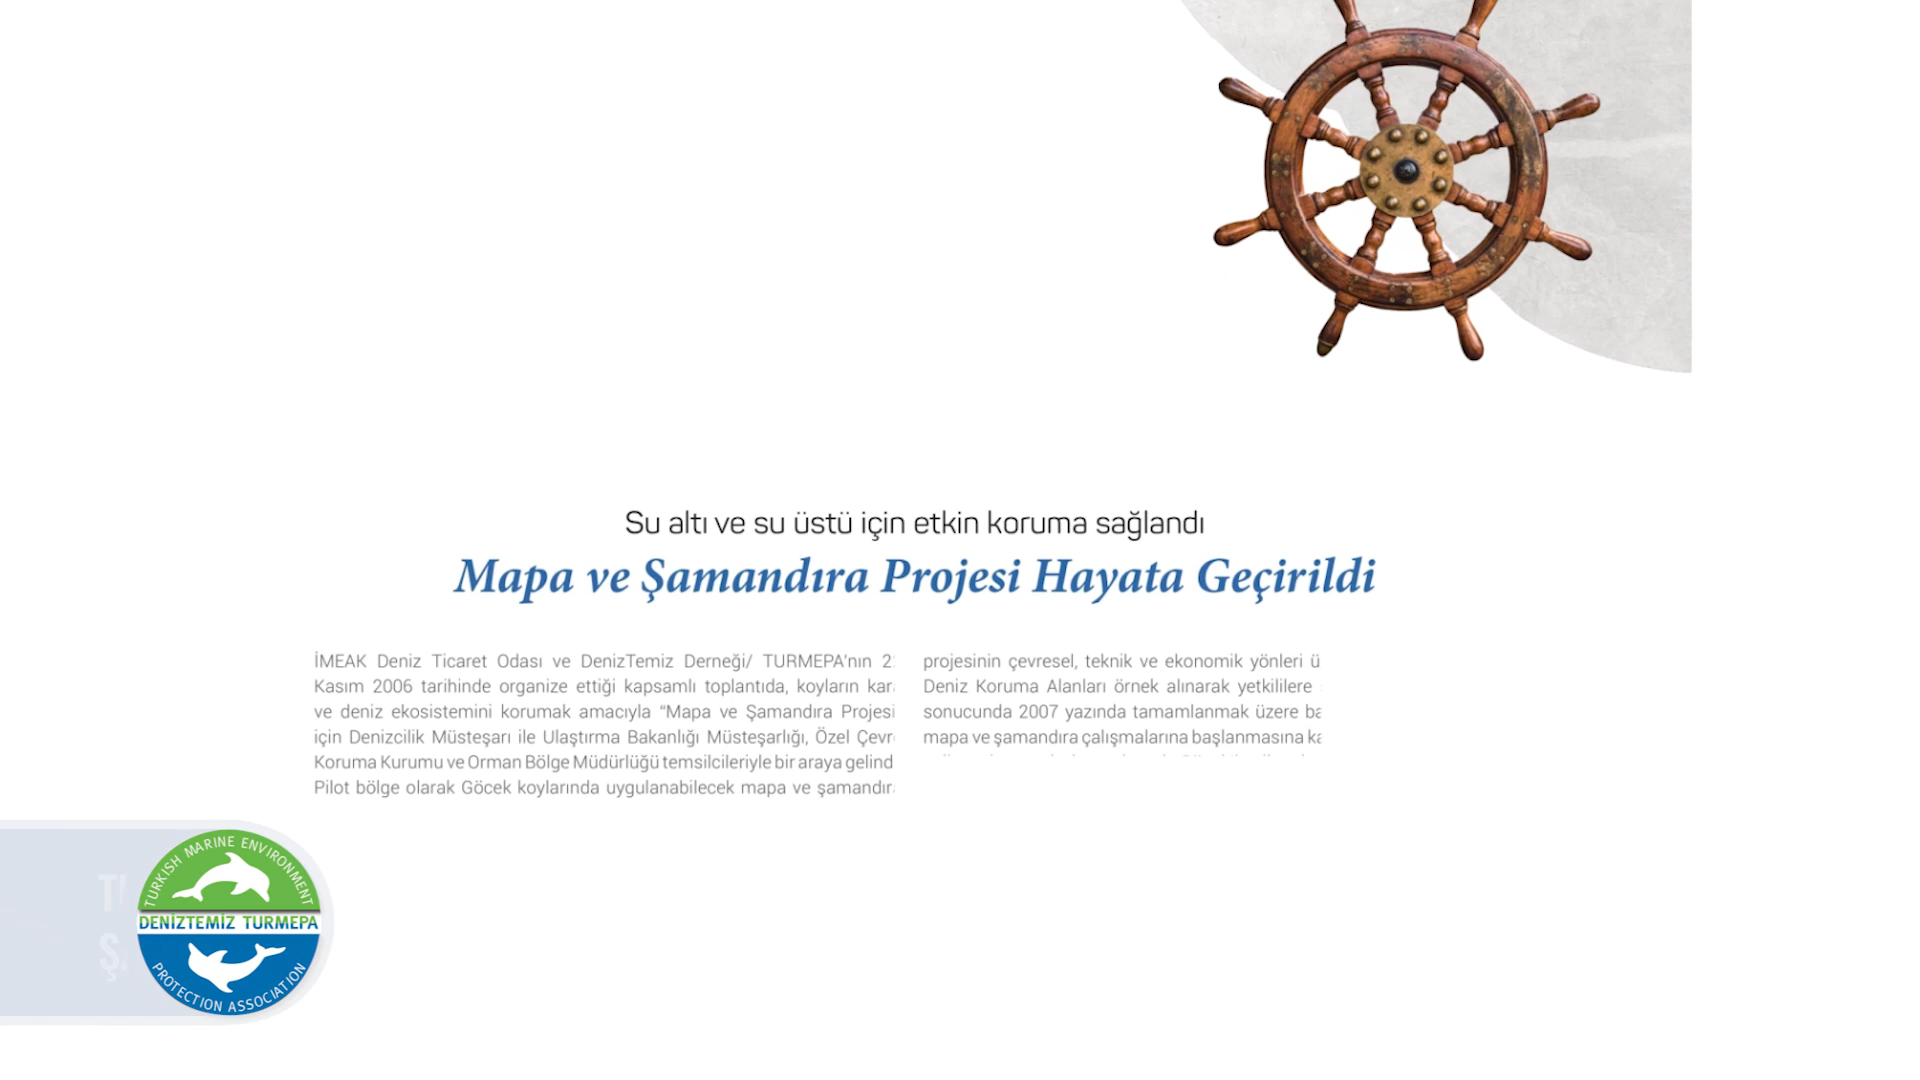 Su altı ve su üstü için etkin koruma sağlandı
Mapa ve Şamandıra Projesi Hayata Geçirildi
İMEAK Deniz Ticaret Odası ve DenizTemiz Derneği/ TURMEPA'nın
Kasım 2006 tarihinde organize ettiği kapsamlı toplantıda, koyların
ve deniz ekosistemini korumak amacıyla “Mapa ve Şamandıra Projesi
için Denizcilik Müsteşarı ile Ulaştırma Bakanlığı Müsteşarlığı, Özel
Koruma Kurumu ve Orman Bölge Müdürlüğü temsilcileriyle bir araya
Pilot bölge olarak Göcek koylarında uygulanabilecek mapa ve
projesinin çevresel, teknik ve ekonomik yönleri
Deniz Koruma Alanları örnek alınarak yetkililere
sonucunda 2007 yazında tamamlanmak üzere
mapa ve şamandıra çalışmalarına başlanmasına
TURKISH MARINE ENVIRONMENT
DENİZTEMİZ TURMEPA
PROTECTION ASSOCIATION